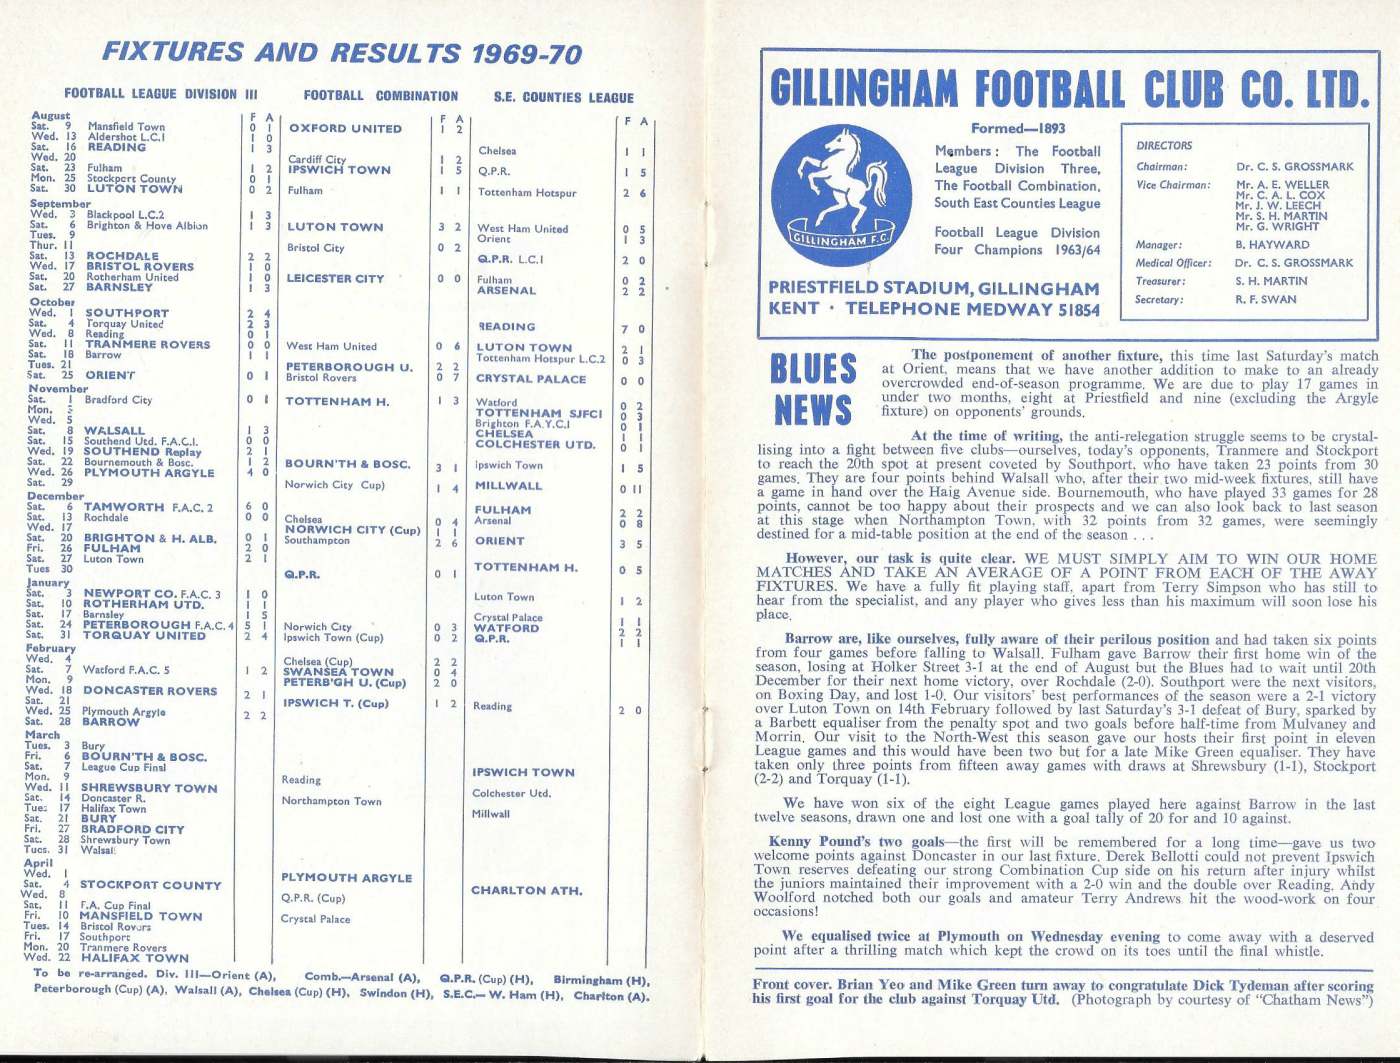 FIXTURES AND RESULTS 1969-70
FOOTBALL LEAGUE DIVISION III
F A
August
Sat. 9 Mansfield Town 0 1
Wed. 13 Aldershot L.C.I 1 0
Sat. 16 READING 1 3
Wed. 20
Sat. 23 Fulham 1 2
Mon. 25 Stockport County 0 1
Sat. 30 LUTON TOWN 0 2
September
Wed. 3 Blackpool L.C.2 1 3
Sat. 6 Brighton & Hove Albion 1 3
Tues. 9
Thur. 11
Sat. 13 ROCHDALE 2 2
Wed. 17 BRISTOL ROVERS 1 0
Sat. 20 Rotherham United 1 0
Sat. 27 BARNSLEY 1 3
October
Wed. 1 SOUTHPORT 2 4
Sat. 4 Torquay United 2 3
Wed. 8 Reading 0 1
Sat. 11 TRANMERE ROVERS 0 0
Sat. 18 Barrow 1 1
Tues. 21
Sat. 25 ORIENT 0 1
November
Sat. 1 Bradford City 0 1
Mon. 3
Wed. 5
Sat. 8 WALSALL 1 3
Sat. 15 Southend Utd. F.A.C.I. 0 0
Wed. 19 SOUTHEND Replay 2 1
Sat. 22 Bournemouth & Bosc. 1 2
Wed. 26 PLYMOUTH ARGYLE 4 0
Sat. 29
December
Sat. 6 TAMWORTH F.A.C. 2 6 0
Sat. 13 Rochdale 0 0
Wed. 17
Sat. 20 BRIGHTON & H. ALB. 0 1
Fri. 26 FULHAM 2 0
Sat. 27 Luton Town 2 1
Tues 30
January
Sat. 3 NEWPORT CO. F.A.C. 3 1 0
Sat. 10 ROTHERHAM UTD. 1 1
Sat. 17 Barnsley 1 5
Sat. 24 PETERBOROUGH F.A.C. 4 5 1
Sat. 31 TORQUAY UNITED 2 4
February
Wed. 4
Sat. 7 Watford F.A.C. 5 1 2
Mon. 9
Wed. 18 DONCASTER ROVERS 2 1
Sat. 21
Wed. 25 Plymouth Argyle 2 2
Sat. 28 BARROW
March
Tues. 3 Bury
Fri. 6 BOURN'TH & BOSC.
Sat. 7 League Cup Final
Mon. 9
Wed. 11 SHREWSBURY TOWN
Sat. 14 Doncaster R.
Tue: 17 Halifax Town
Sat. 21 BURY
Fri. 27 BRADFORD CITY
Sat. 28 Shrewsbury Town
Tues. 31 Walsall
April
Wed. 1
Sat. 4 STOCKPORT COUNTY
Wed. 8
Sat. 11 F.A. Cup Final
Fri. 10 MANSFIELD TOWN
Tues. 14 Bristol Rovers
Fri. 17 Southport
Mon. 20 Tranmere Rovers
Wed. 22 HALIFAX TOWN
FOOTBALL COMBINATION
F A
OXFORD UNITED 1 2
Cardiff City 1 2
IPSWICH TOWN 1 5
Fulham 1 1
LUTON TOWN 3 2
Bristol City 0 2
LEICESTER CITY 0 0
West Ham United 0 6
PETERBOROUGH U. 2 2
Bristol Rovers 0 7
TOTTENHAM H. 1 3
BOURN'TH & BOSC. 3 1
Norwich City Cup) 1 4
Chelsea 0 4
NORWICH CITY (Cup) 1 1
Southampton 2 6
Q.P.R. 0 1
Norwich City 0 3
Ipswich Town (Cup) 0 2
Chelsea (Cup) 2 2
SWANSEA TOWN 0 4
PETERB'GH U. (Cup) 2 0
IPSWICH T. (Cup) 1 2
Reading
Northampton Town
PLYMOUTH ARGYLE
Q.P.R. (Cup)
Crystal Palace
S.E. COUNTIES LEAGUE
F A
Chelsea 1 1
Q.P.R. 1 5
Tottenham Hotspur 2 6
West Ham United 0 5
Orient 1 3
Q.P.R. L.C.I 2 0
Fulham 0 2
ARSENAL 2 2
READING 7 0
LUTON TOWN 2 1
Tottenham Hotspur L.C.2 0 3
CRYSTAL PALACE 0 0
Watford 0 2
TOTTENHAM SJFCI 0 3
Brighton F.A.Y.C.I 0 1
CHELSEA 1 1
COLCHESTER UTD. 0 1
Ipswich Town 1 5
MILLWALL 0 11
FULHAM 2 2
Arsenal 0 8
ORIENT 3 5
TOTTENHAM H. 0 5
Luton Town 1 2
Crystal Palace 1 1
WATFORD 2 2
Q.P.R. 1 1
Reading 2 0
IPSWICH TOWN
Colchester Utd.
Millwall
CHARLTON ATH.
To be re-arranged. Div. III—Orient (A), Comb.—Arsenal (A), Q.P.R. (Cup) (H), Birmingham (H),
Peterborough (Cup) (A), Walsall (A), Chelsea (Cup) (H), Swindon (H), S.E.C.— W. Ham (H), Charlton (A).
GILLINGHAM FOOTBALL CLUB CO. LTD.
GILLINGHAM F.C.
Formed—1893
Members: The Football
League Division Three,
The Football Combination,
South East Counties League
Football League Division
Four Champions 1963/64
PRIESTFIELD STADIUM, GILLINGHAM
KENT · TELEPHONE MEDWAY 51854
DIRECTORS
Chairman: Dr. C. S. GROSSMARK
Vice Chairman: Mr. A. E. WELLER
Mr. C. A. L. COX
Mr. J. W. LEECH
Mr. S. H. MARTIN
Mr. G. WRIGHT
Manager: B. HAYWARD
Medical Officer: Dr. C. S. GROSSMARK
Treasurer: S. H. MARTIN
Secretary: R. F. SWAN
BLUES
NEWS
The postponement of another fixture, this time last Saturday's match
at Orient, means that we have another addition to make to an already
overcrowded end-of-season programme. We are due to play 17 games in
under two months, eight at Priestfield and nine (excluding the Argyle
fixture) on opponents' grounds.
At the time of writing, the anti-relegation struggle seems to be crystal-
lising into a fight between five clubs—ourselves, today's opponents, Tranmere and Stockport
to reach the 20th spot at present coveted by Southport, who have taken 23 points from 30
games. They are four points behind Walsall who, after their two mid-week fixtures, still have
a game in hand over the Haig Avenue side. Bournemouth, who have played 33 games for 28
points, cannot be too happy about their prospects and we can also look back to last season
at this stage when Northampton Town, with 32 points from 32 games, were seemingly
destined for a mid-table position at the end of the season . . .
However, our task is quite clear. WE MUST SIMPLY AIM TO WIN OUR HOME
MATCHES AND TAKE AN AVERAGE OF A POINT FROM EACH OF THE AWAY
FIXTURES. We have a fully fit playing staff, apart from Terry Simpson who has still to
hear from the specialist, and any player who gives less than his maximum will soon lose his
place.
Barrow are, like ourselves, fully aware of their perilous position and had taken six points
from four games before falling to Walsall. Fulham gave Barrow their first home win of the
season, losing at Holker Street 3-1 at the end of August but the Blues had to wait until 20th
December for their next home victory, over Rochdale (2-0). Southport were the next visitors,
on Boxing Day, and lost 1-0. Our visitors' best performances of the season were a 2-1 victory
over Luton Town on 14th February followed by last Saturday's 3-1 defeat of Bury, sparked by
a Barbett equaliser from the penalty spot and two goals before half-time from Mulvaney and
Morrin. Our visit to the North-West this season gave our hosts their first point in eleven
League games and this would have been two but for a late Mike Green equaliser. They have
taken only three points from fifteen away games with draws at Shrewsbury (1-1), Stockport
(2-2) and Torquay (1-1).
We have won six of the eight League games played here against Barrow in the last
twelve seasons, drawn one and lost one with a goal tally of 20 for and 10 against.
Kenny Pound's two goals—the first will be remembered for a long time—gave us two
welcome points against Doncaster in our last fixture. Derek Bellotti could not prevent Ipswich
Town reserves defeating our strong Combination Cup side on his return after injury whilst
the juniors maintained their improvement with a 2-0 win and the double over Reading. Andy
Woolford notched both our goals and amateur Terry Andrews hit the wood-work on four
occasions!
We equalised twice at Plymouth on Wednesday evening to come away with a deserved
point after a thrilling match which kept the crowd on its toes until the final whistle.
Front cover. Brian Yeo and Mike Green turn away to congratulate Dick Tydeman after scoring
his first goal for the club against Torquay Utd. (Photograph by courtesy of "Chatham News")